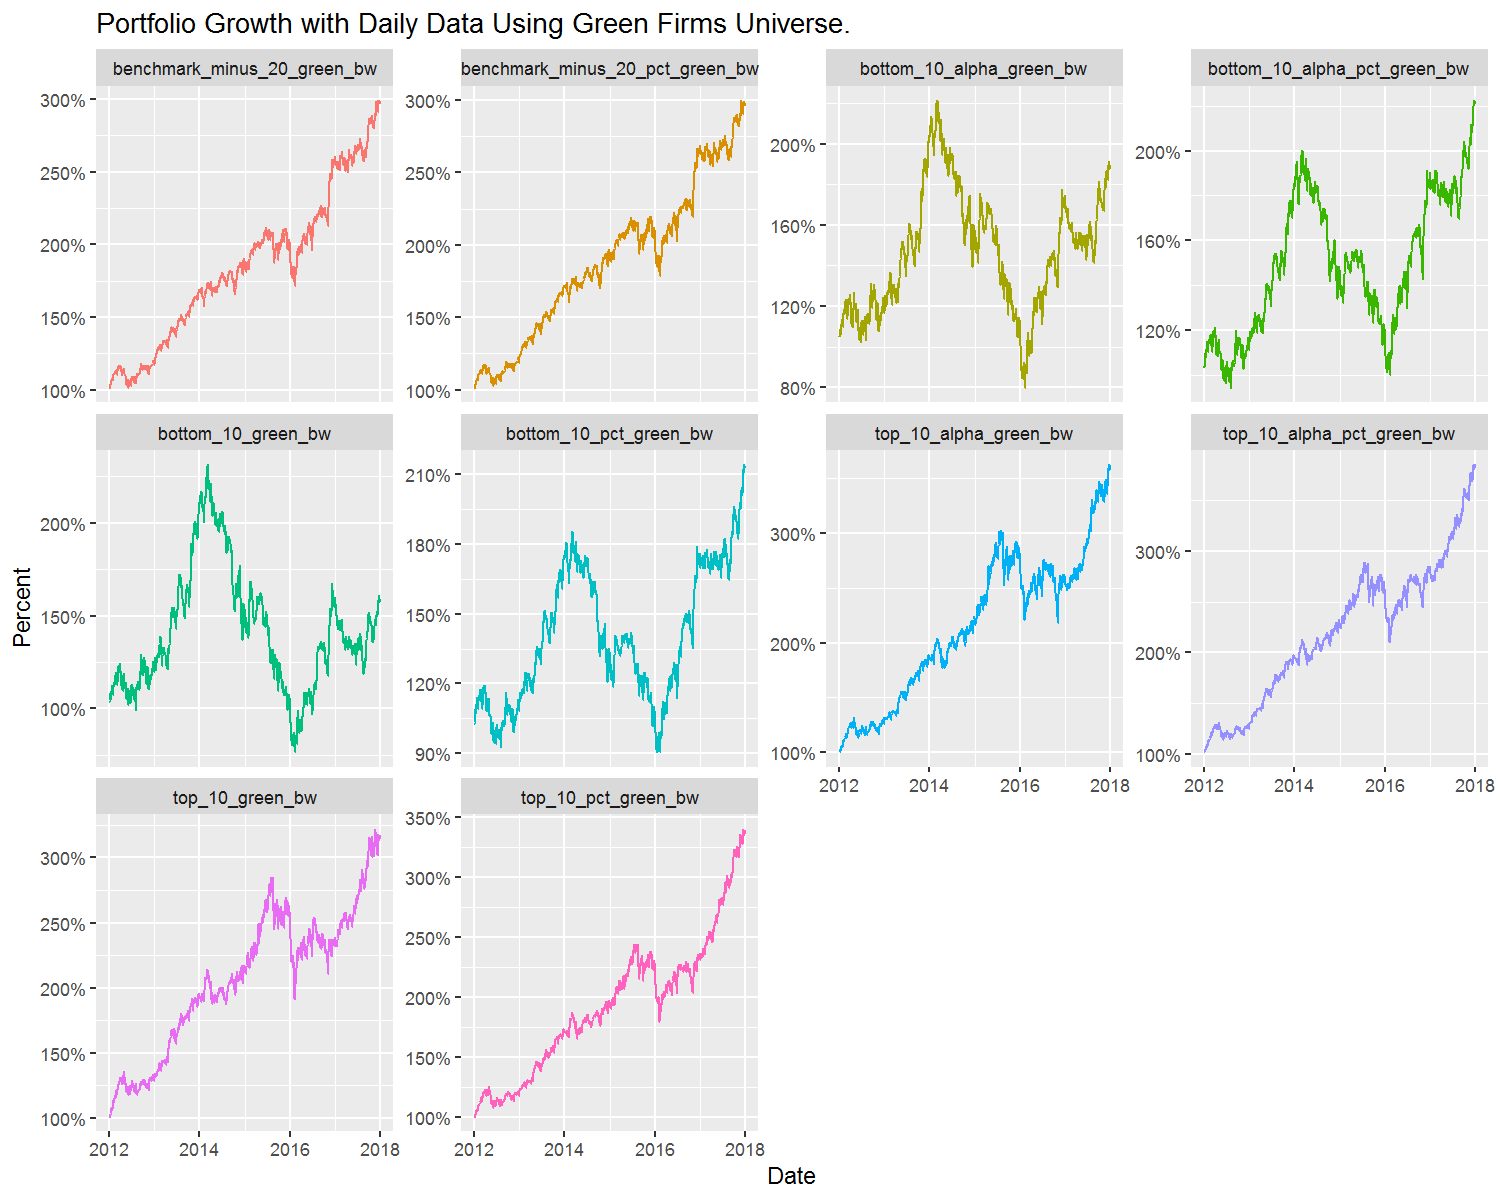 Portfolio Growth with Daily Data Using Green Firms Universe.
benchmark_minus_20_green_bw
benchmark_minus_20_pct_green_bw
bottom_10_alpha_green_bw
bottom_10_alpha_pct_green_bw
300%
250%
200%
150%
100%
300%
250%
200%
150%
100%
200%
160%
120%
80%
200%
160%
120%
bottom_10_green_bw
bottom_10_pct_green_bw
top_10_alpha_green_bw
top_10_alpha_pct_green_bw
200%
150%
100%
210%
180%
150%
120%
90%
300%
200%
100%
2012 2014 2016 2018
300%
200%
100%
2012 2014 2016 2018
top_10_green_bw
top_10_pct_green_bw
300%
250%
200%
150%
100%
2012 2014 2016 2018
350%
300%
250%
200%
150%
100%
2012 2014 2016 2018
Percent
Date